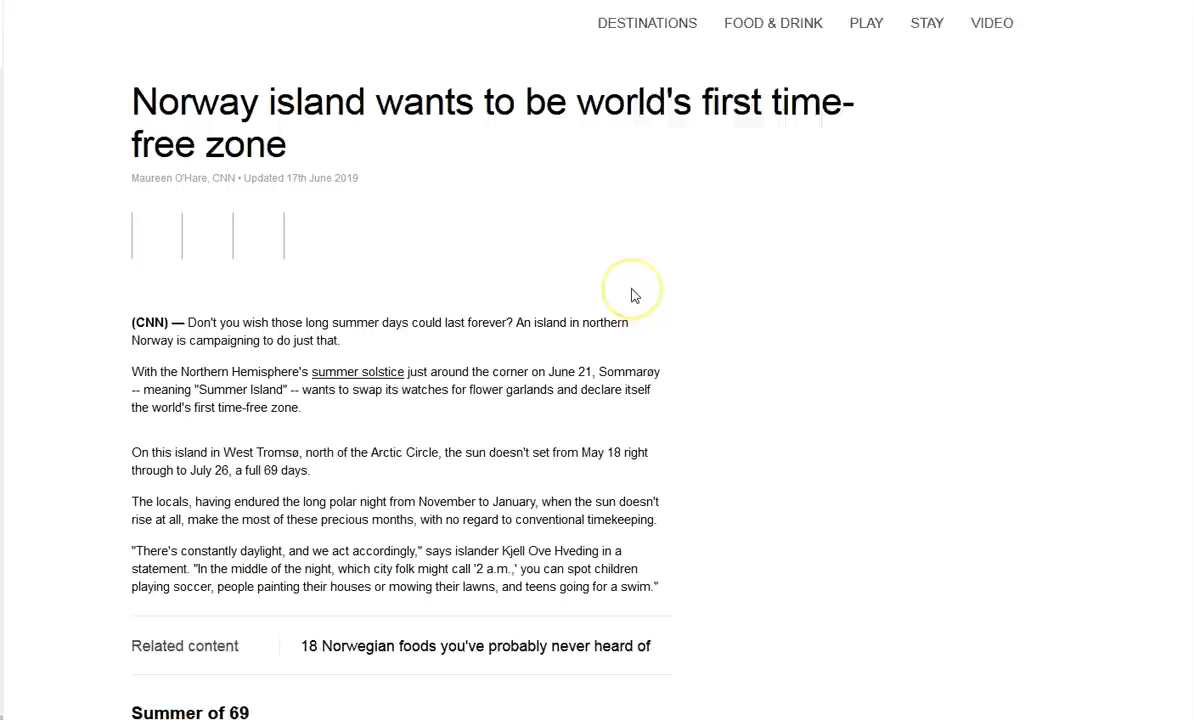 DESTINATIONS FOOD & DRINK PLAY STAY VIDEO
Norway island wants to be world's first time-
free zone
Maureen O'Hare, CNN • Updated 17th June 2019
(CNN) — Don't you wish those long summer days could last forever? An island in northern
Norway is campaigning to do just that.
With the Northern Hemisphere's summer solstice just around the corner on June 21, Sommarøy
-- meaning "Summer Island" -- wants to swap its watches for flower garlands and declare itself
the world's first time-free zone.
On this island in West Tromsø, north of the Arctic Circle, the sun doesn't set from May 18 right
through to July 26, a full 69 days.
The locals, having endured the long polar night from November to January, when the sun doesn't
rise at all, make the most of these precious months, with no regard to conventional timekeeping.
"There's constantly daylight, and we act accordingly," says islander Kjell Ove Hveding in a
statement. "In the middle of the night, which city folk might call '2 a.m.,' you can spot children
playing soccer, people painting their houses or mowing their lawns, and teens going for a swim."
Related content 18 Norwegian foods you've probably never heard of
Summer of 69